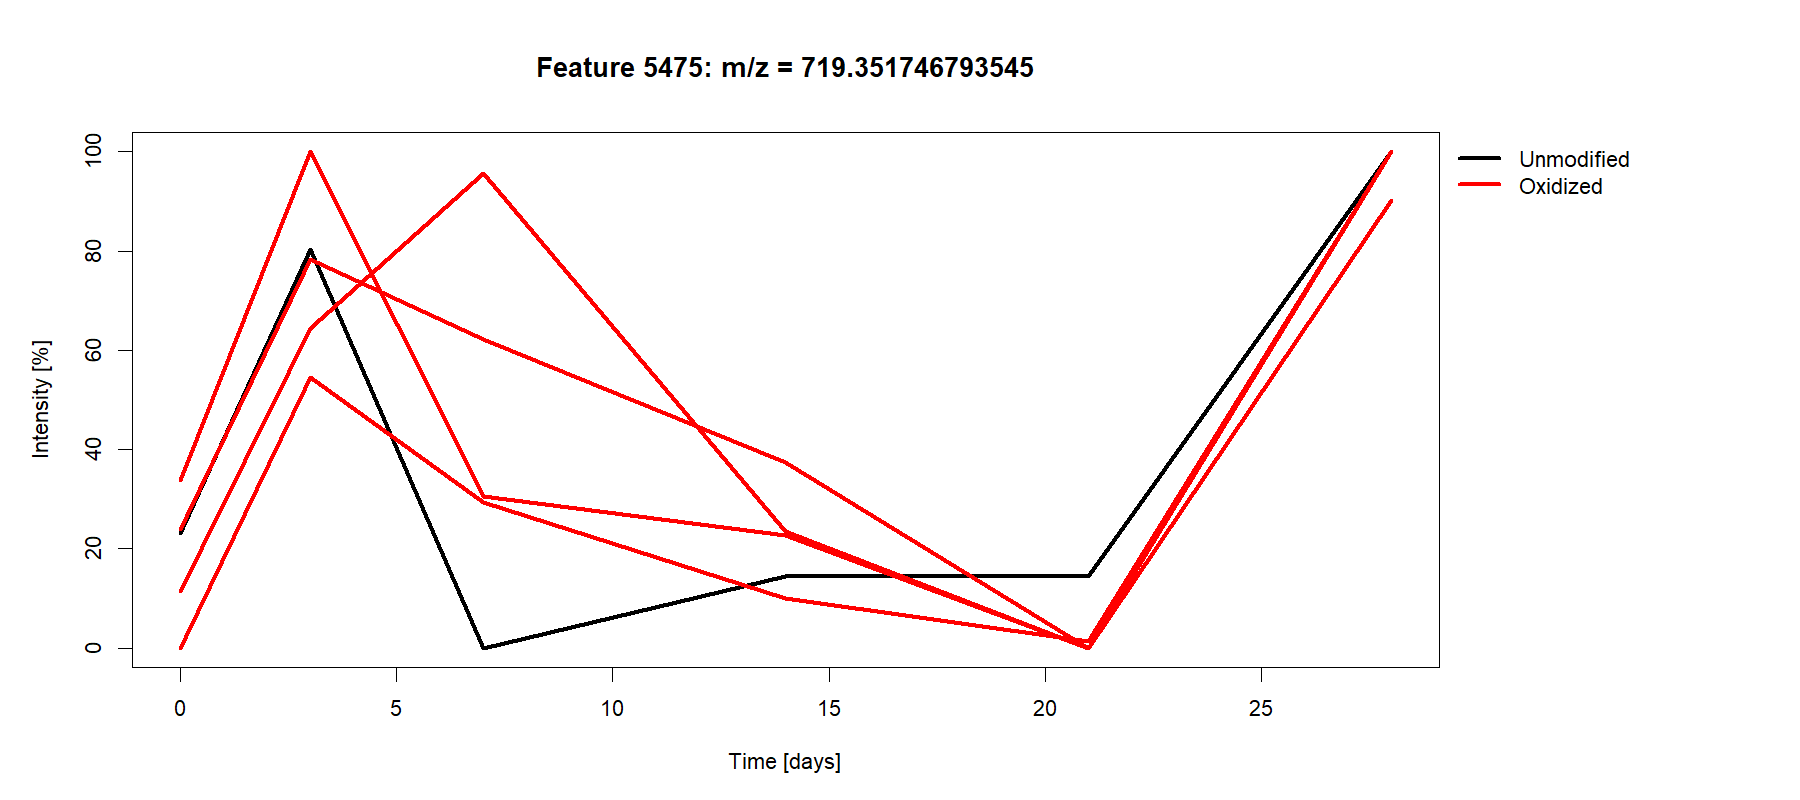 Feature 5475: m/z = 719.351746793545
Unmodified
Oxidized
Intensity [%]
100
80
60
40
20
0
0 5 10 15 20 25
Time [days]